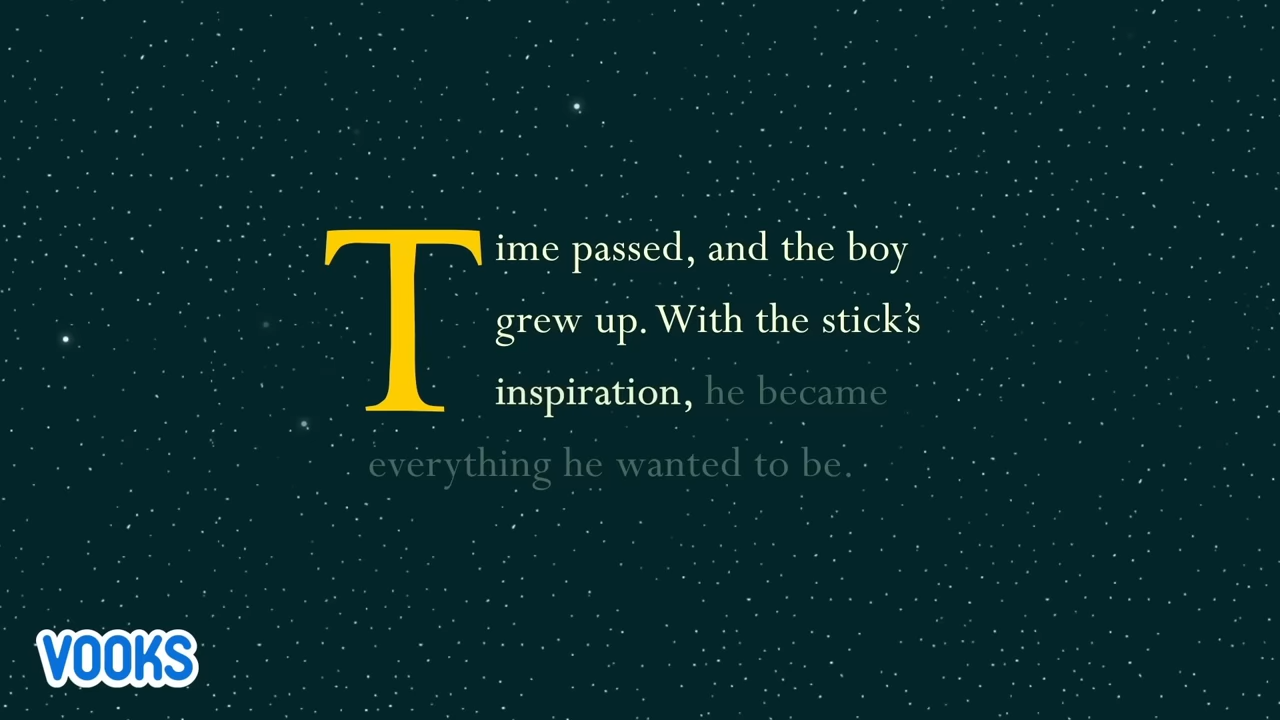 Time passed, and the boy
grew up. With the stick’s
inspiration, he became
everything he wanted to be.
VOOKS